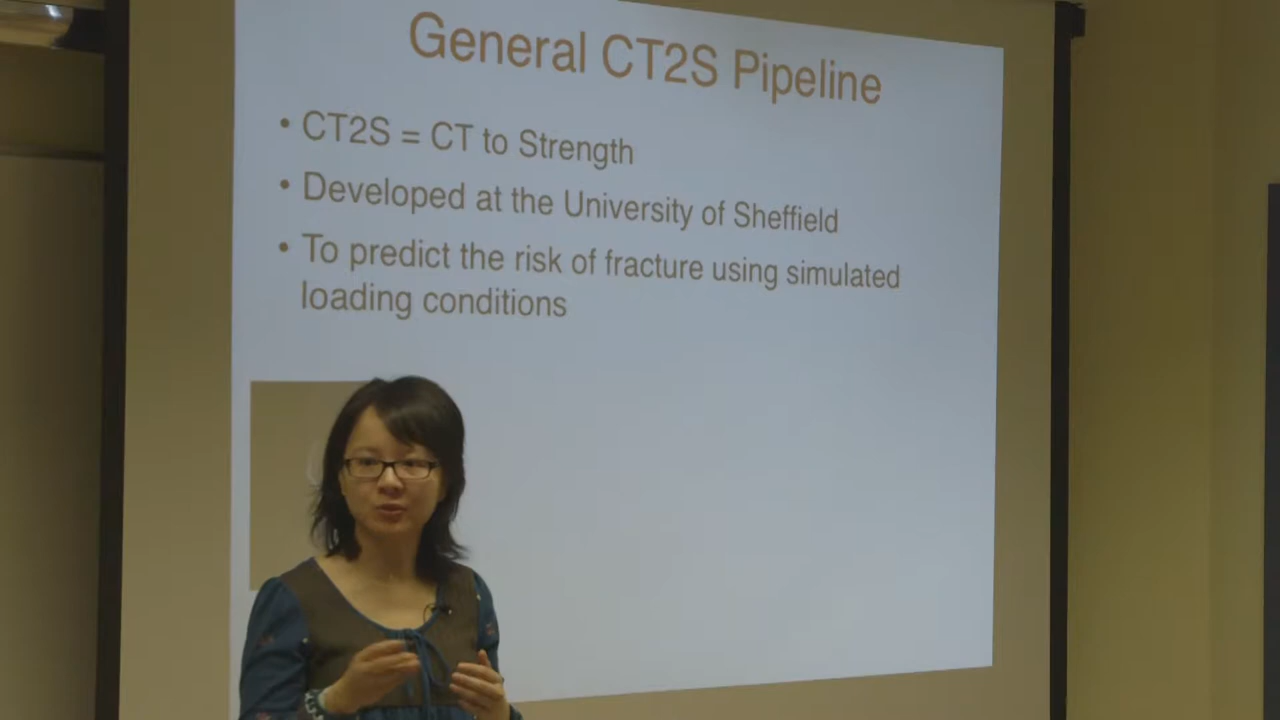 General CT2S Pipeline
• CT2S = CT to Strength
• Developed at the University of Sheffield
• To predict the risk of fracture using simulated
loading conditions